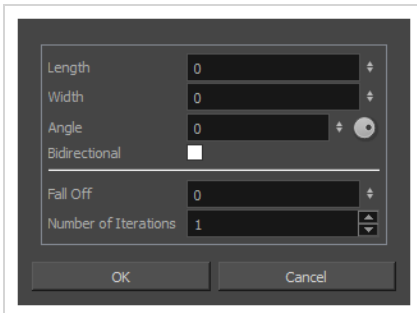 Length 0
Width 0
Angle 0
Bidirectional
Fall Off 0
Number of Iterations 1
OK Cancel